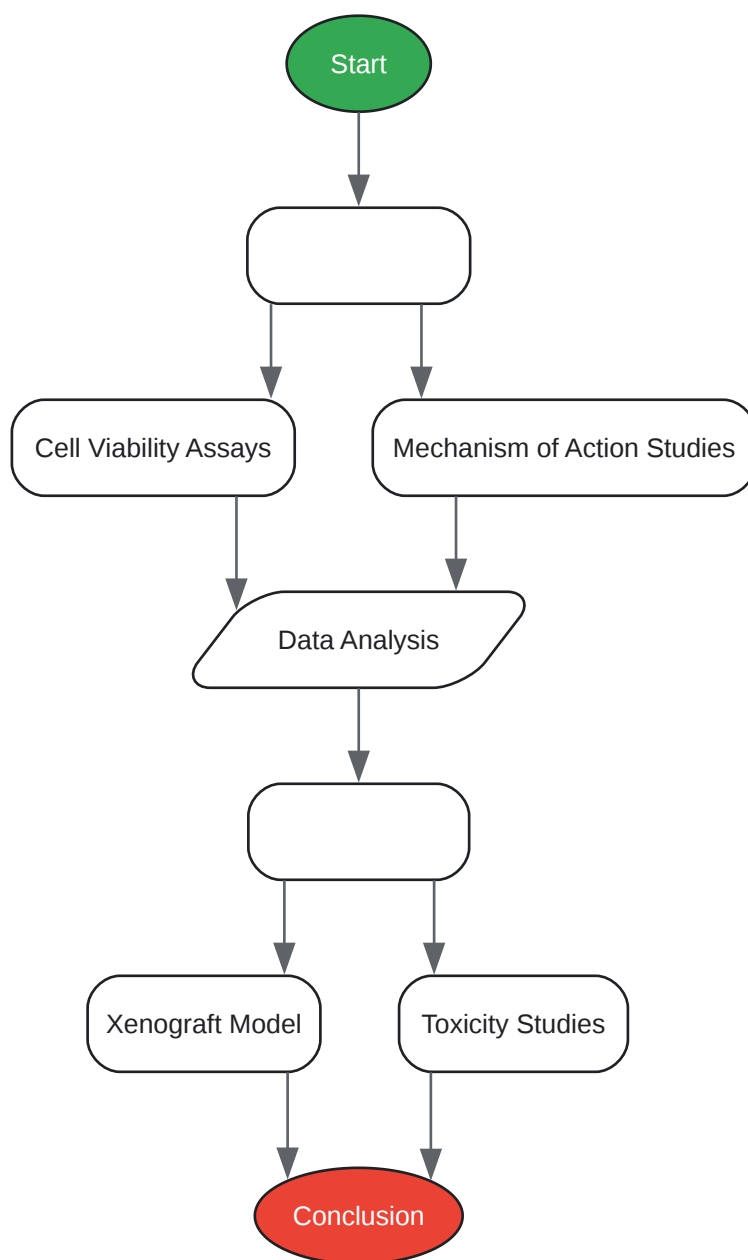 Start
Cell Viability Assays
Mechanism of Action Studies
Data Analysis
Xenograft Model
Toxicity Studies
Conclusion